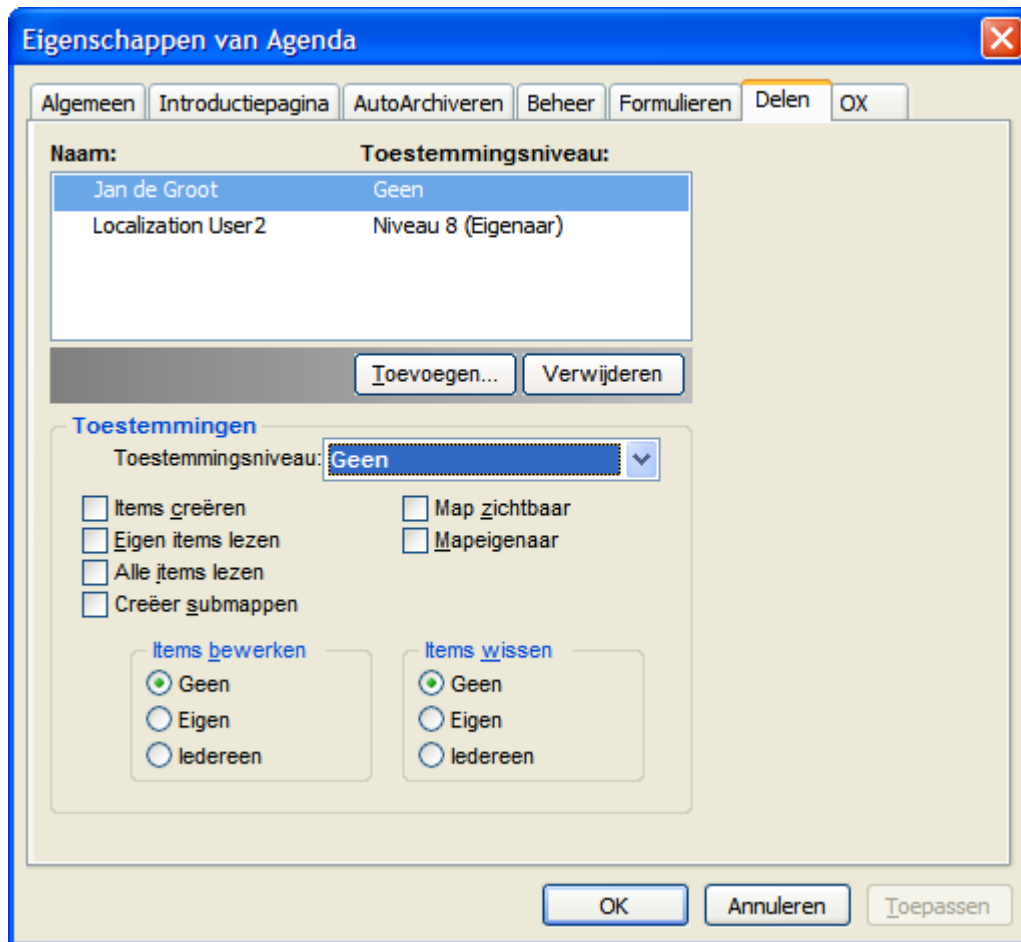 Eigenschappen van Agenda
Algemeen Introductiepagina AutoArchiveren Beheer Formulieren Delen OX
Naam: Toestemmingsniveau:
Jan de Groot Geen
Localization User2 Niveau 8 (Eigenaar)
Toevoegen... Verwijderen
Toestemmingen
Toestemmingsniveau: Geen
Items creëren Map zichtbaar
Eigen items lezen Mapeigenaar
Alle items lezen
Creëer submappen
Items bewerken Items wissen
Geen Geen
Eigen Eigen
Iedereen Iedereen
OK Annuleren Toepassen